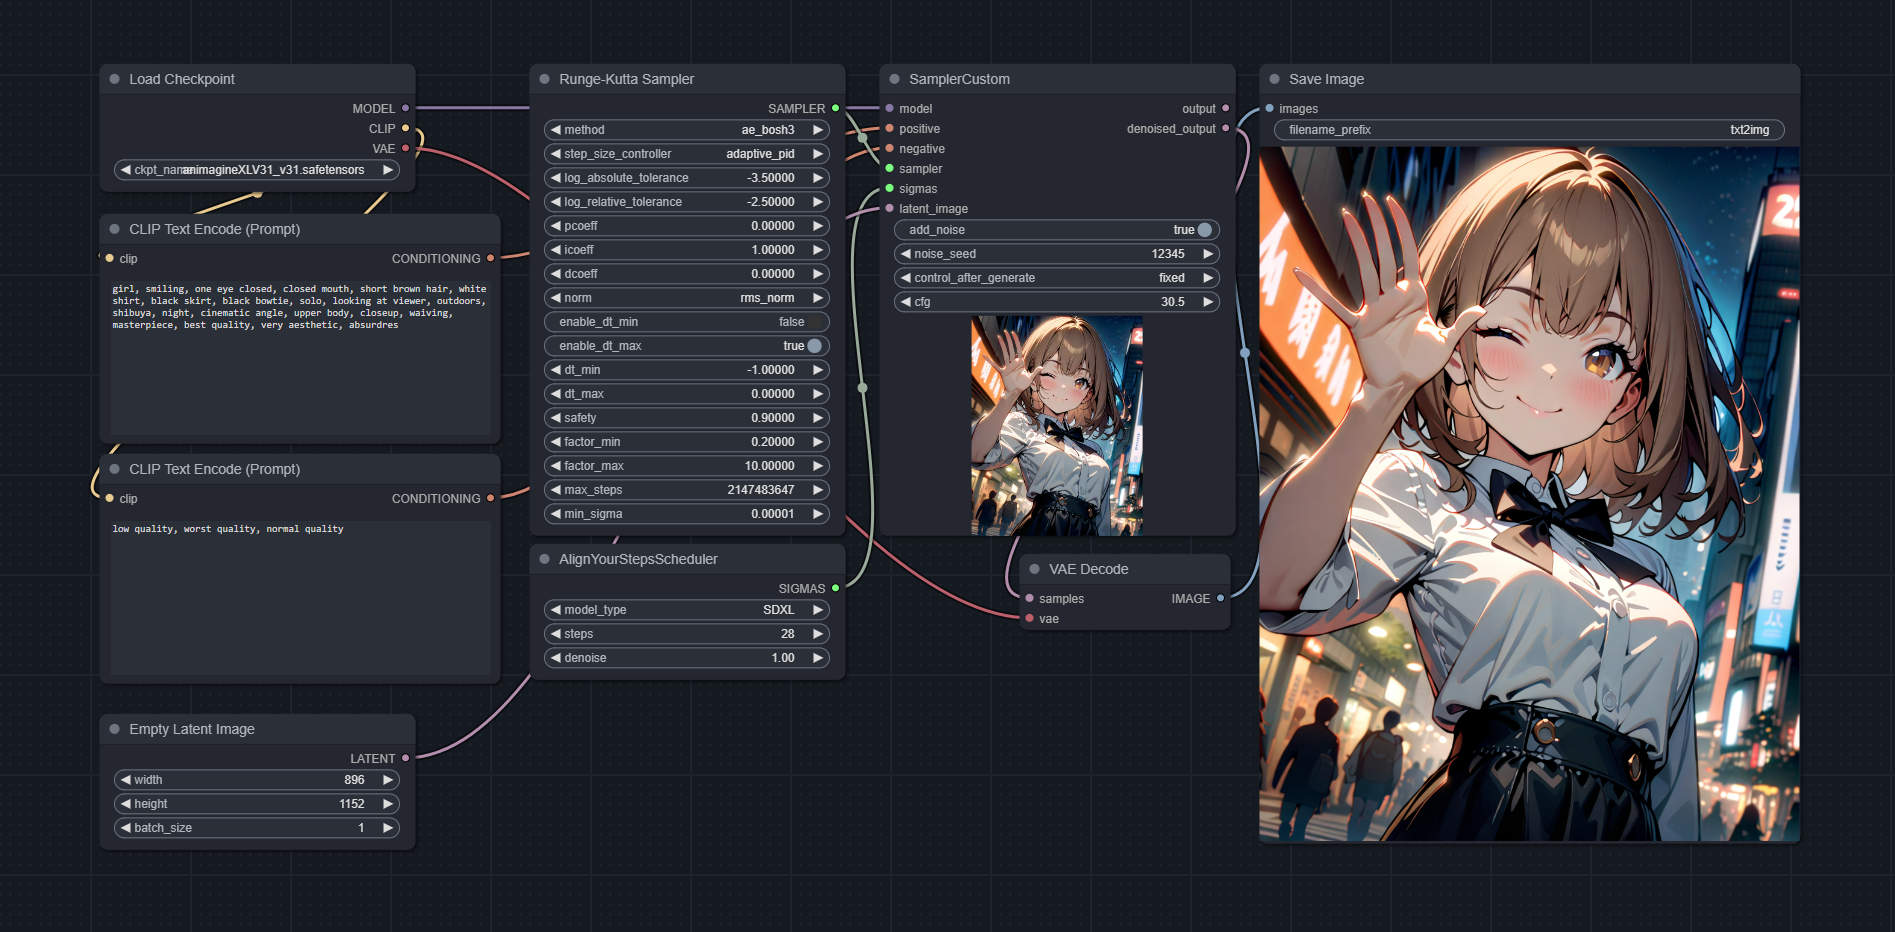 Load Checkpoint
MODEL
CLIP
VAE
ckpt_name animagineXLV31_v31.safetensors
CLIP Text Encode (Prompt)
clip CONDITIONING
girl, smiling, one eye closed, closed mouth, short brown hair, white
shirt, black skirt, black bowtie, solo, looking at viewer, outdoors,
shibuya, night, cinematic angle, upper body, closeup, waiving,
masterpiece, best quality, very aesthetic, absurdres
CLIP Text Encode (Prompt)
clip CONDITIONING
low quality, worst quality, normal quality
Empty Latent Image
LATENT
width 896
height 1152
batch_size 1
Runge-Kutta Sampler
SAMPLER
method ae_bosh3
step_size_controller adaptive_pid
log_absolute_tolerance -3.50000
log_relative_tolerance -2.50000
pcoeff 0.00000
icoeff 1.00000
dcoeff 0.00000
norm rms_norm
enable_dt_min false
enable_dt_max true
dt_min -1.00000
dt_max 0.00000
safety 0.90000
factor_min 0.20000
factor_max 10.00000
max_steps 2147483647
min_sigma 0.00001
AlignYourStepsScheduler
SIGMAS
model_type SDXL
steps 28
denoise 1.00
SamplerCustom
model output
positive denoised_output
negative
sampler
sigmas
latent_image
add_noise true
noise_seed 12345
control_after_generate fixed
cfg 30.5
VAE Decode
samples IMAGE
vae
Save Image
images
filename_prefix txt2img